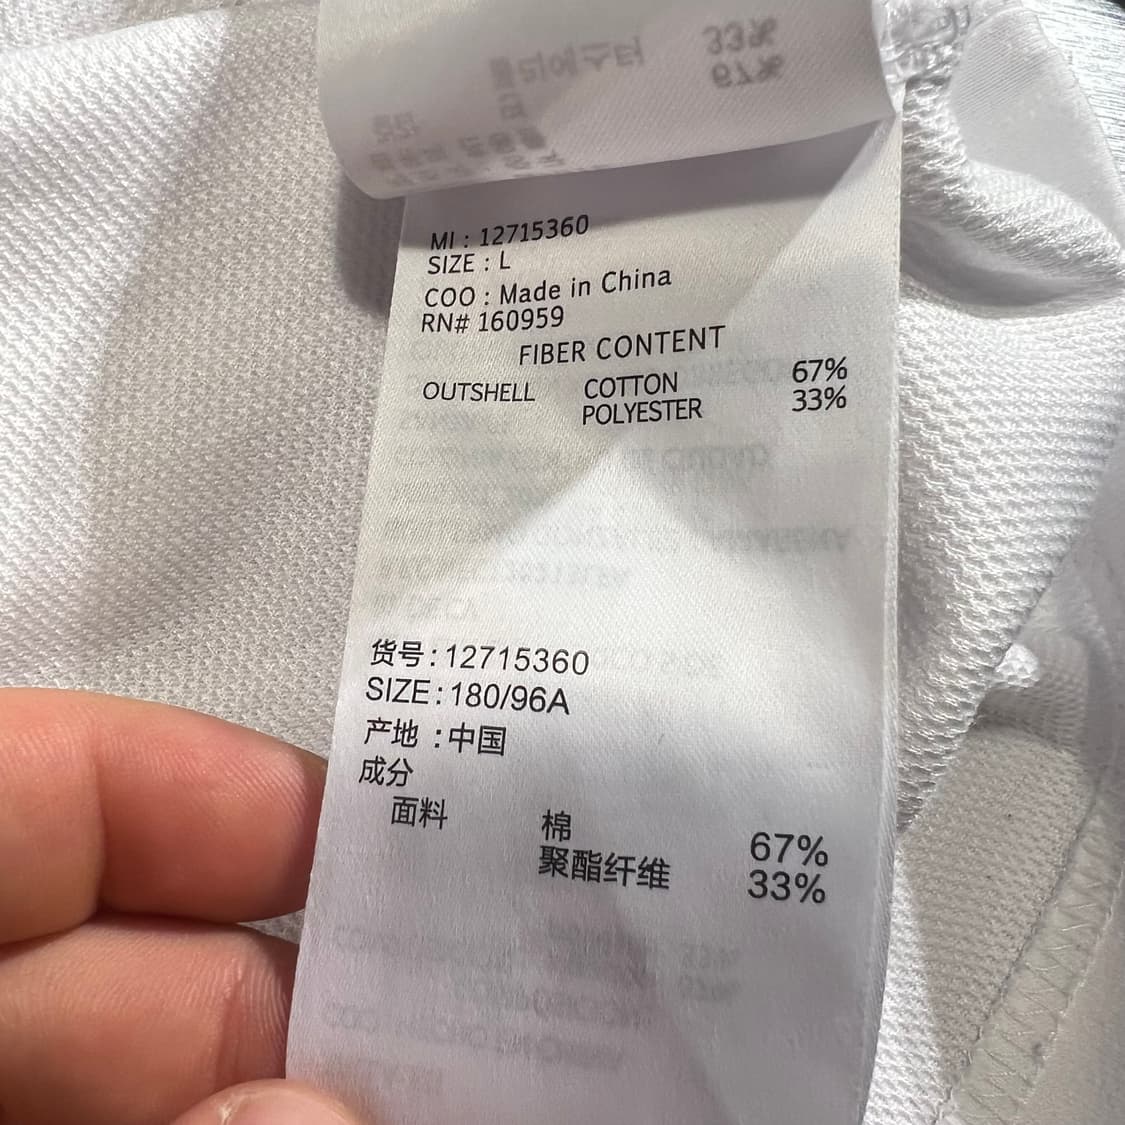 MI : 12715360
SIZE : L
COO : Made in China
RN# 160959
FIBER CONTENT
OUTSHELL COTTON 67%
POLYESTER 33%
货号:12715360
SIZE:180/96A
产地 :中国
成分
面料 棉 67%
聚酯纤维 33%